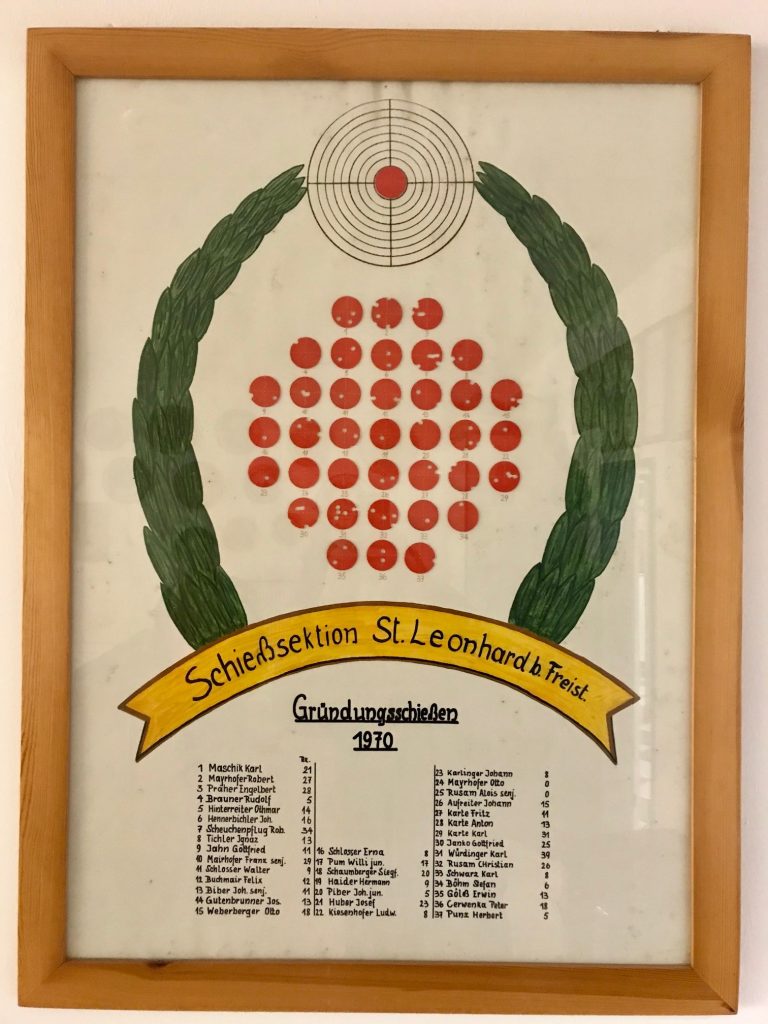 Schießsektion St. Leonhard b. Freist.
Gründungsschießen
1970
1 Maschik Karl 21
2 Mayrhofer Robert 27
3 Praher Engelbert 28
4 Brauner Rudolf 5
5 Hinterreiter Othmar 14
6 Hennerbichler Joh. 16
7 Scheuchenpflug Rob. 34
8 Tichler Ignaz 13
9 Jahn Gottfried 11
10 Mairhofer Franz senj. 29
11 Schlosser Walter 9
12 Buchmair Felix 12
13 Biber Joh. senj. 11
14 Gutenbrunner Jos. 13
15 Weberberger Otto 18
16 Schlosser Erna 8
17 Pum Willi jun. 17
18 Schaumberger Siegf. 20
19 Haider Hermann 9
20 Piber Joh. jun. 5
21 Huber Josef 23
22 Kiesenhofer Ludw. 8
23 Karlinger Johann 8
24 Mayrhofer Otto 0
25 Rusam Alois senj. 0
26 Aufreiter Johann 15
27 Karte Fritz 11
28 Karte Anton 13
29 Karte Karl 31
30 Janko Gottfried 25
31 Würdinger Karl 39
32 Rusam Christian 26
33 Schwarz Karl 8
34 Böhm Stefan 6
35 Gölß Erwin 13
36 Cerwenka Peter 18
37 Punz Herbert 5